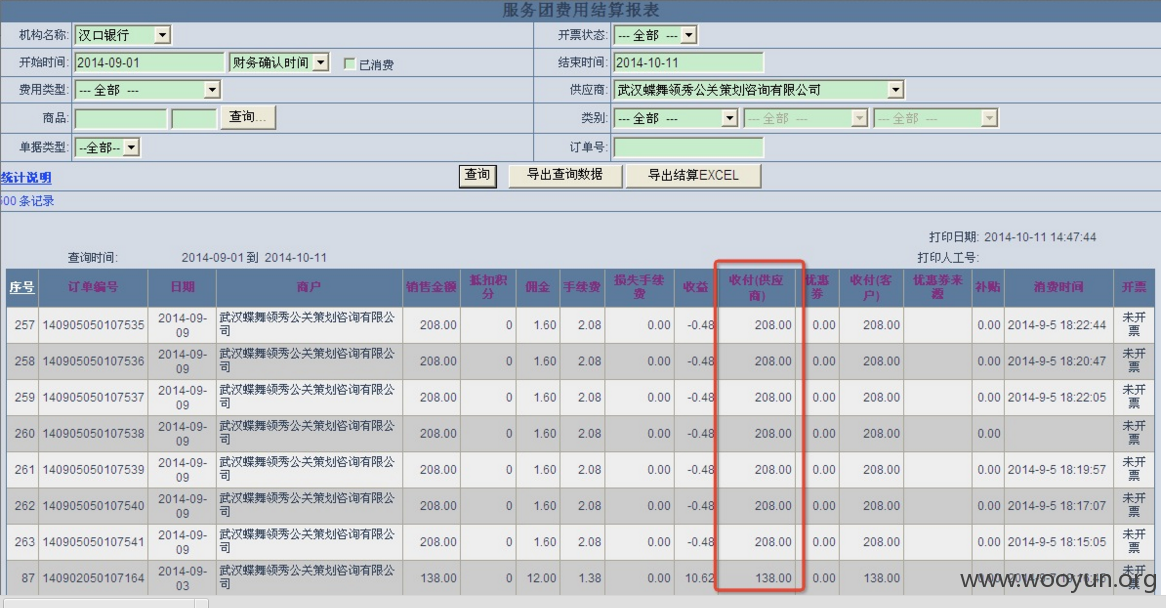 服务团费用结算报表
机构名称: 汉口银行 开票状态: --- 全部 ---
开始时间: 2014-09-01 财务确认时间 已消费 结束时间: 2014-10-11
费用类型: --- 全部 --- 供应商: 武汉蝶舞领秀公关策划咨询有限公司
商品: 查询... 类别: --- 全部 --- --- 全部 --- --- 全部 ---
单据类型: --全部-- 订单号:
统计说明 查询 导出查询数据 导出结算EXCEL
500 条记录
打印日期: 2014-10-11 14:47:44
查询时间: 2014-09-01 到 2014-10-11 打印人工号:
序号 订单编号 日期 商户 销售金额 抵扣积分 佣金 手续费 损失手续费 收益 收付(供应商) 优惠券 收付(客户) 优惠券来源 补贴 消费时间 开票
257 140905050107535 2014-09-09 武汉蝶舞领秀公关策划咨询有限公司 208.00 0 1.60 2.08 0.00 -0.48 208.00 0.00 208.00 0.00 2014-9-5 18:22:44 未开票
258 140905050107536 2014-09-09 武汉蝶舞领秀公关策划咨询有限公司 208.00 0 1.60 2.08 0.00 -0.48 208.00 0.00 208.00 0.00 2014-9-5 18:20:47 未开票
259 140905050107537 2014-09-09 武汉蝶舞领秀公关策划咨询有限公司 208.00 0 1.60 2.08 0.00 -0.48 208.00 0.00 208.00 0.00 2014-9-5 18:22:05 未开票
260 140905050107538 2014-09-09 武汉蝶舞领秀公关策划咨询有限公司 208.00 0 1.60 2.08 0.00 -0.48 208.00 0.00 208.00 0.00 未开票
261 140905050107539 2014-09-09 武汉蝶舞领秀公关策划咨询有限公司 208.00 0 1.60 2.08 0.00 -0.48 208.00 0.00 208.00 0.00 2014-9-5 18:19:57 未开票
262 140905050107540 2014-09-09 武汉蝶舞领秀公关策划咨询有限公司 208.00 0 1.60 2.08 0.00 -0.48 208.00 0.00 208.00 0.00 2014-9-5 18:17:07 未开票
263 140905050107541 2014-09-09 武汉蝶舞领秀公关策划咨询有限公司 208.00 0 1.60 2.08 0.00 -0.48 208.00 0.00 208.00 0.00 2014-9-5 18:15:05 未开票
87 140902050107164 2014-09-03 武汉蝶舞领秀公关策划咨询有限公司 138.00 0 12.00 1.38 0.00 10.62 138.00 0.00 138.00 0.00 未开票
www.wooyun.org